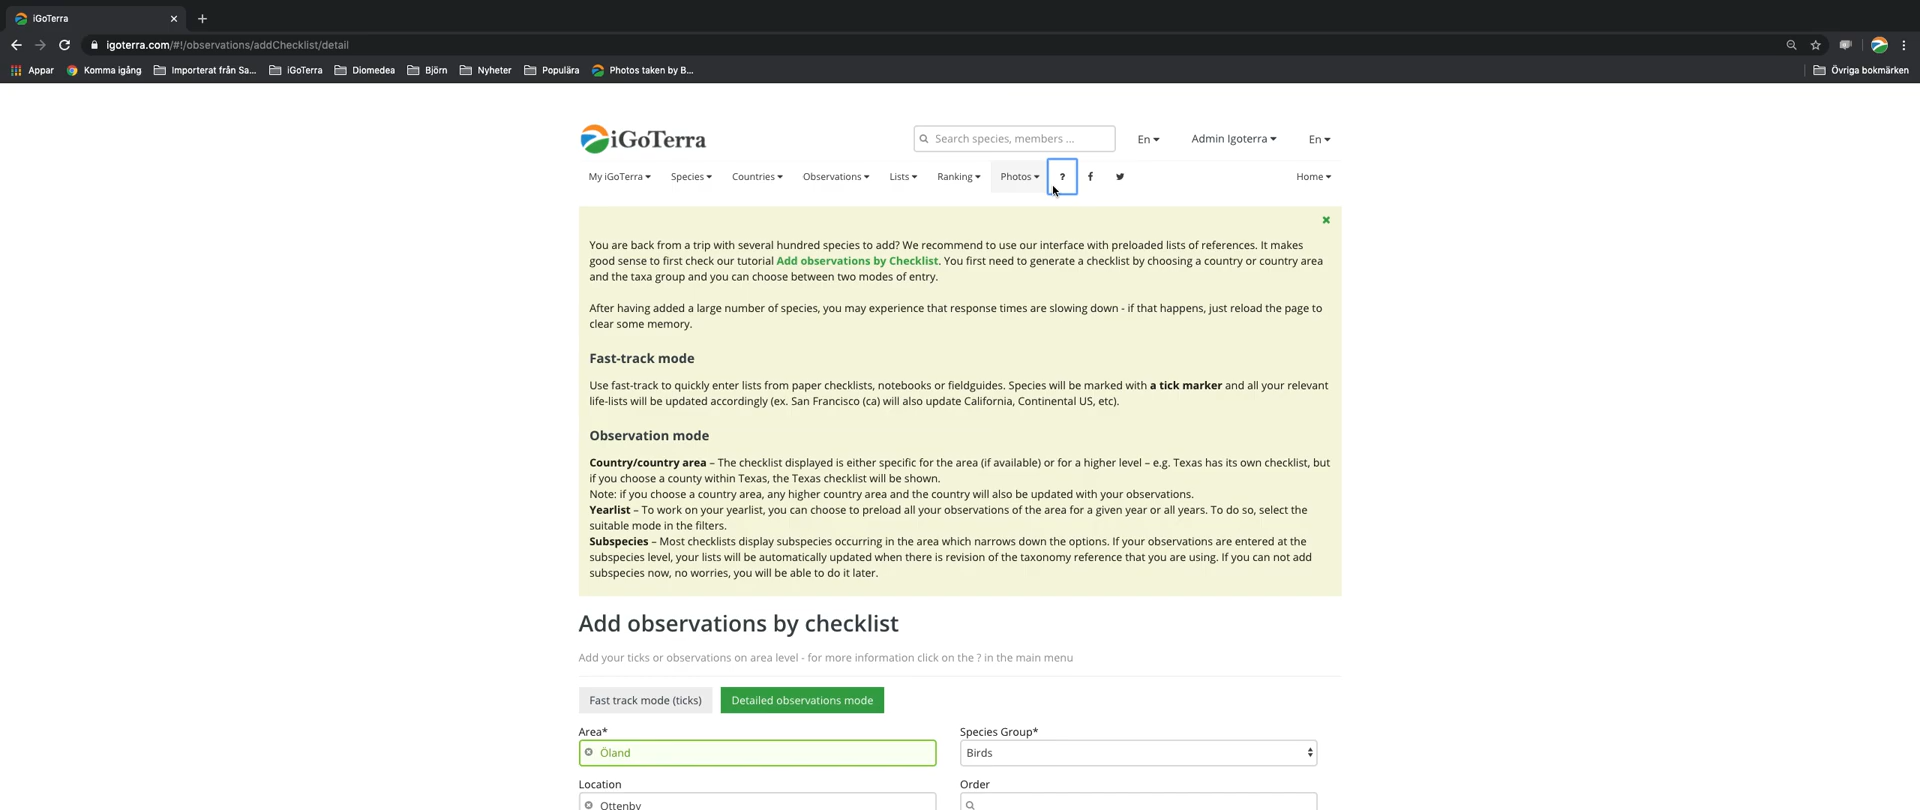 iGoTerra
igoterra.com/#!/observations/addChecklist/detail
Appar Komma igång Importerat från Sa... iGoTerra Diomedea Björn Nyheter Populära Photos taken by B... Övriga bokmärken
iGoTerra Search species, members ... En Admin Igoterra En
My iGoTerra Species Countries Observations Lists Ranking Photos ? Home
You are back from a trip with several hundred species to add? We recommend to use our interface with preloaded lists of references. It makes
good sense to first check our tutorial Add observations by Checklist. You first need to generate a checklist by choosing a country or country area
and the taxa group and you can choose between two modes of entry.
After having added a large number of species, you may experience that response times are slowing down - if that happens, just reload the page to
clear some memory.
Fast-track mode
Use fast-track to quickly enter lists from paper checklists, notebooks or fieldguides. Species will be marked with a tick marker and all your relevant
life-lists will be updated accordingly (ex. San Francisco (ca) will also update California, Continental US, etc).
Observation mode
Country/country area – The checklist displayed is either specific for the area (if available) or for a higher level – e.g. Texas has its own checklist, but
if you choose a county within Texas, the Texas checklist will be shown.
Note: if you choose a country area, any higher country area and the country will also be updated with your observations.
Yearlist – To work on your yearlist, you can choose to preload all your observations of the area for a given year or all years. To do so, select the
suitable mode in the filters.
Subspecies – Most checklists display subspecies occurring in the area which narrows down the options. If your observations are entered at the
subspecies level, your lists will be automatically updated when there is revision of the taxonomy reference that you are using. If you can not add
subspecies now, no worries, you will be able to do it later.
Add observations by checklist
Add your ticks or observations on area level - for more information click on the ? in the main menu
Fast track mode (ticks) Detailed observations mode
Area* Species Group*
Öland Birds
Location Order
Ottenby